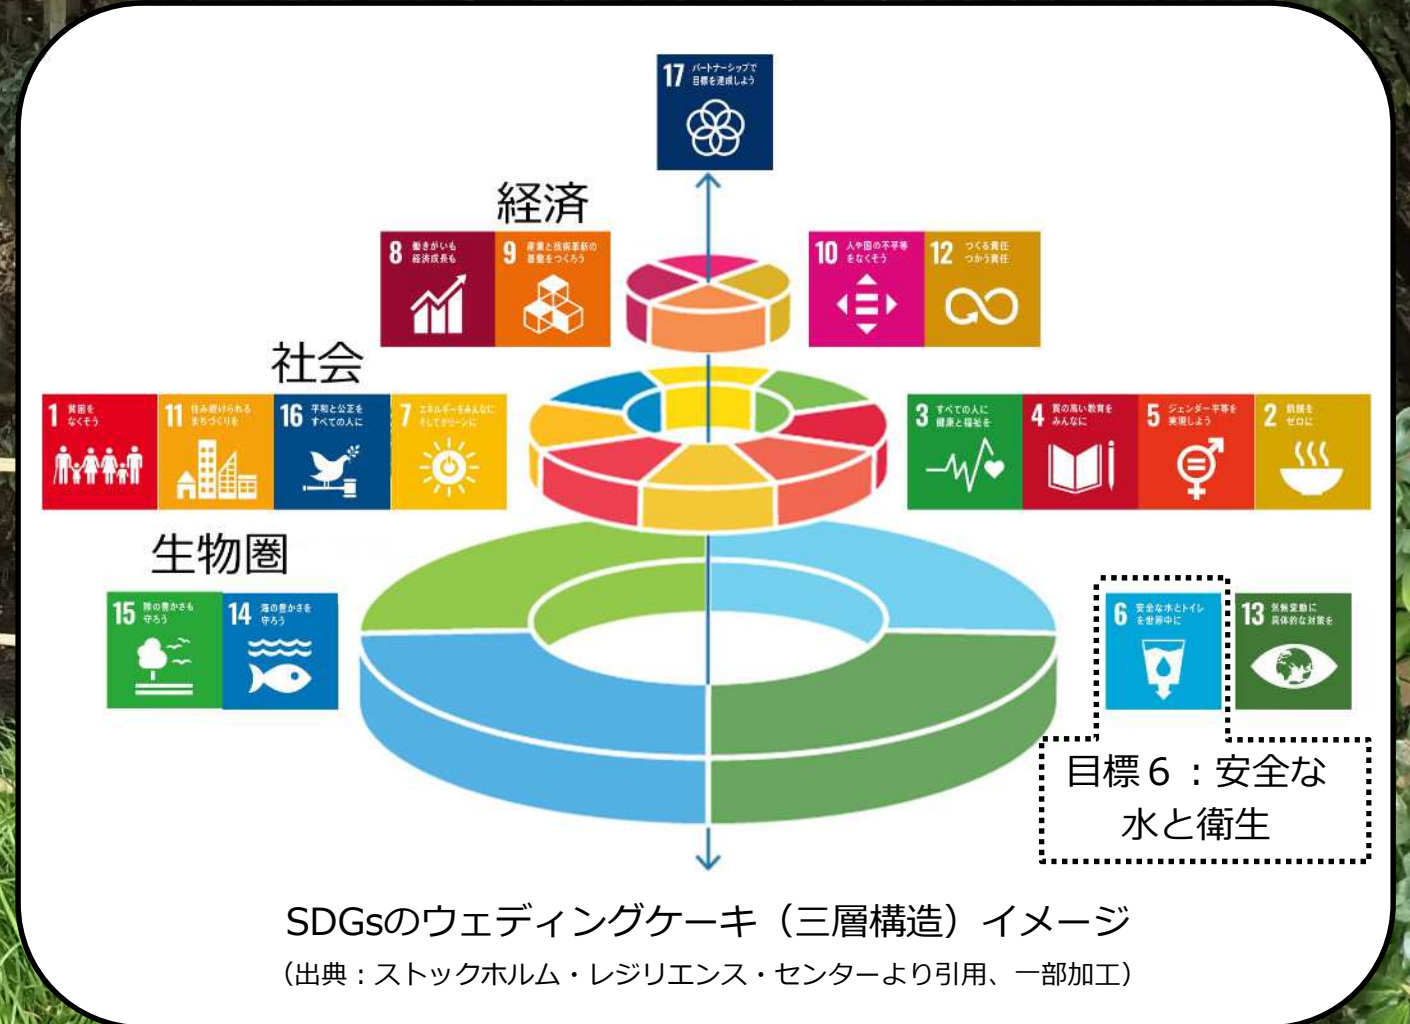 17 パートナーシップで
目標を達成しよう
経済
8 働きがいも
経済成長も
9 産業と技術革新の
基盤をつくろう
10 人や国の不平等
をなくそう
12 つくる責任
つかう責任
社会
1 貧困を
なくそう
11 住み続けられる
まちづくりを
16 平和と公正を
すべての人に
7 エネルギーをみんなに
そしてクリーンに
3 すべての人に
健康と福祉を
4 質の高い教育を
みんなに
5 ジェンダー平等を
実現しよう
2 飢餓を
ゼロに
生物圏
15 陸の豊かさも
守ろう
14 海の豊かさを
守ろう
6 安全な水とトイレ
を世界中に
13 気候変動に
具体的な対策を
目標６：安全な
水と衛生
SDGsのウェディングケーキ（三層構造）イメージ
（出典：ストックホルム・レジリエンス・センターより引用、一部加工）